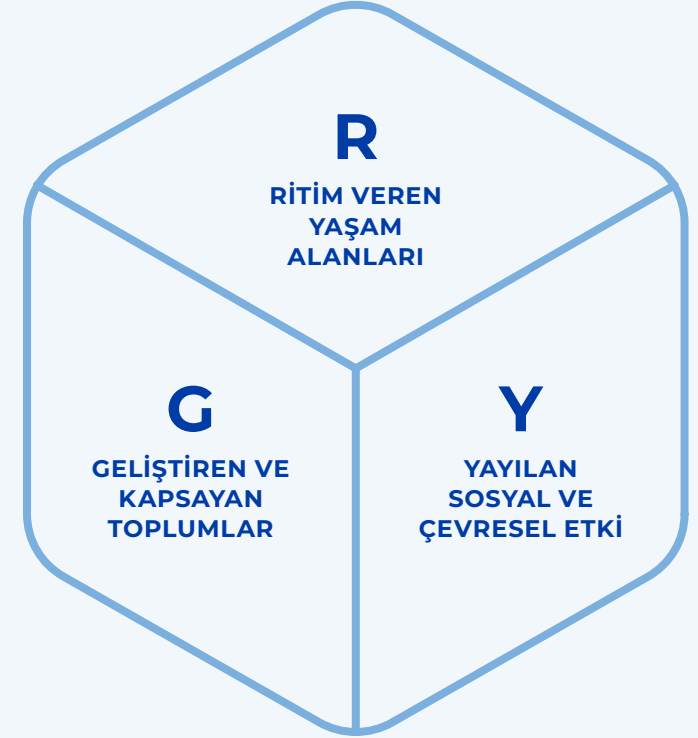 R
RİTİM VEREN
YAŞAM
ALANLARI
G
GELİŞTİREN VE
KAPSAYAN
TOPLUMLAR
Y
YAYILAN
SOSYAL VE
ÇEVRESEL ETKİ